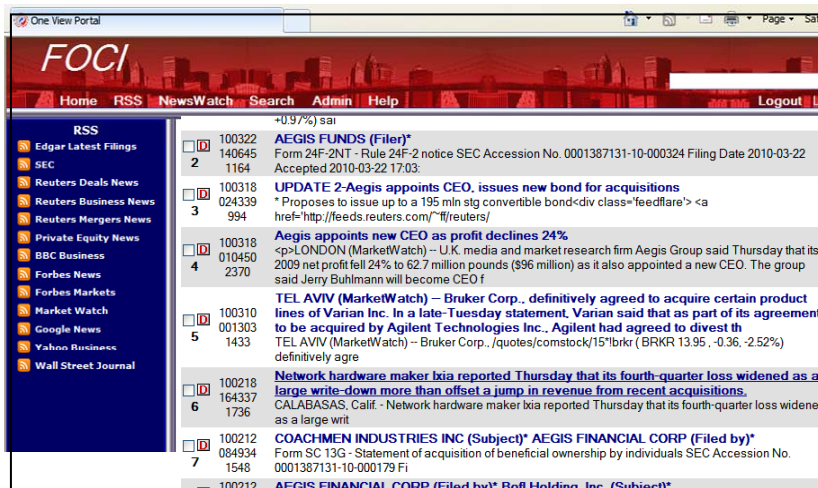 One View Portal
Page
FOCI
Home RSS NewsWatch Search Admin Help
Logout
RSS
Edgar Latest Filings
SEC
Reuters Deals News
Reuters Business News
Reuters Mergers News
Private Equity News
BBC Business
Forbes News
Forbes Markets
Market Watch
Google News
Yahoo Business
Wall Street Journal
+0.97%) sai
D 100322 AEGIS FUNDS (Filer)*
140645 Form 24F-2NT - Rule 24F-2 notice SEC Accession No. 0001387131-10-000324 Filing Date 2010-03-22
2 1164 Accepted 2010-03-22 17:03:
D 100318 UPDATE 2-Aegis appoints CEO, issues new bond for acquisitions
024339 * Proposes to issue up to a 195 mln stg convertible bond<div class='feedflare'> <a
3 994 href='http://feeds.reuters.com/~ff/reuters/
Aegis appoints new CEO as profit declines 24%
D 100318 <p>LONDON (MarketWatch) -- U.K. media and market research firm Aegis Group said Thursday that its
010450 2009 net profit fell 24% to 62.7 million pounds ($96 million) as it also appointed a new CEO. The group
4 2370 said Jerry Buhlmann will become CEO f
TEL AVIV (MarketWatch) -- Bruker Corp., definitively agreed to acquire certain product
D 100310 lines of Varian Inc. In a late-Tuesday statement, Varian said that as part of its agreement
001303 to be acquired by Agilent Technologies Inc., Agilent had agreed to divest th
5 1433 TEL AVIV (MarketWatch) -- Bruker Corp., /quotes/comstock/15*!brkr ( BRKR 13.95 , -0.36, -2.52%)
definitively agre
Network hardware maker Ixia reported Thursday that its fourth-quarter loss widened as a
D 100218 large write-down more than offset a jump in revenue from recent acquisitions.
164337 CALABASAS, Calif. - Network hardware maker Ixia reported Thursday that its fourth-quarter loss widene
6 1736 as a large writ
D 100212 COACHMEN INDUSTRIES INC (Subject)* AEGIS FINANCIAL CORP (Filed by)*
084934 Form SC 13G - Statement of acquisition of beneficial ownership by individuals SEC Accession No.
7 1548 0001387131-10-000179 Fi
100212 AEGIS FINANCIAL CORP (Filed by)* BofI Holding, Inc. (Subject)*